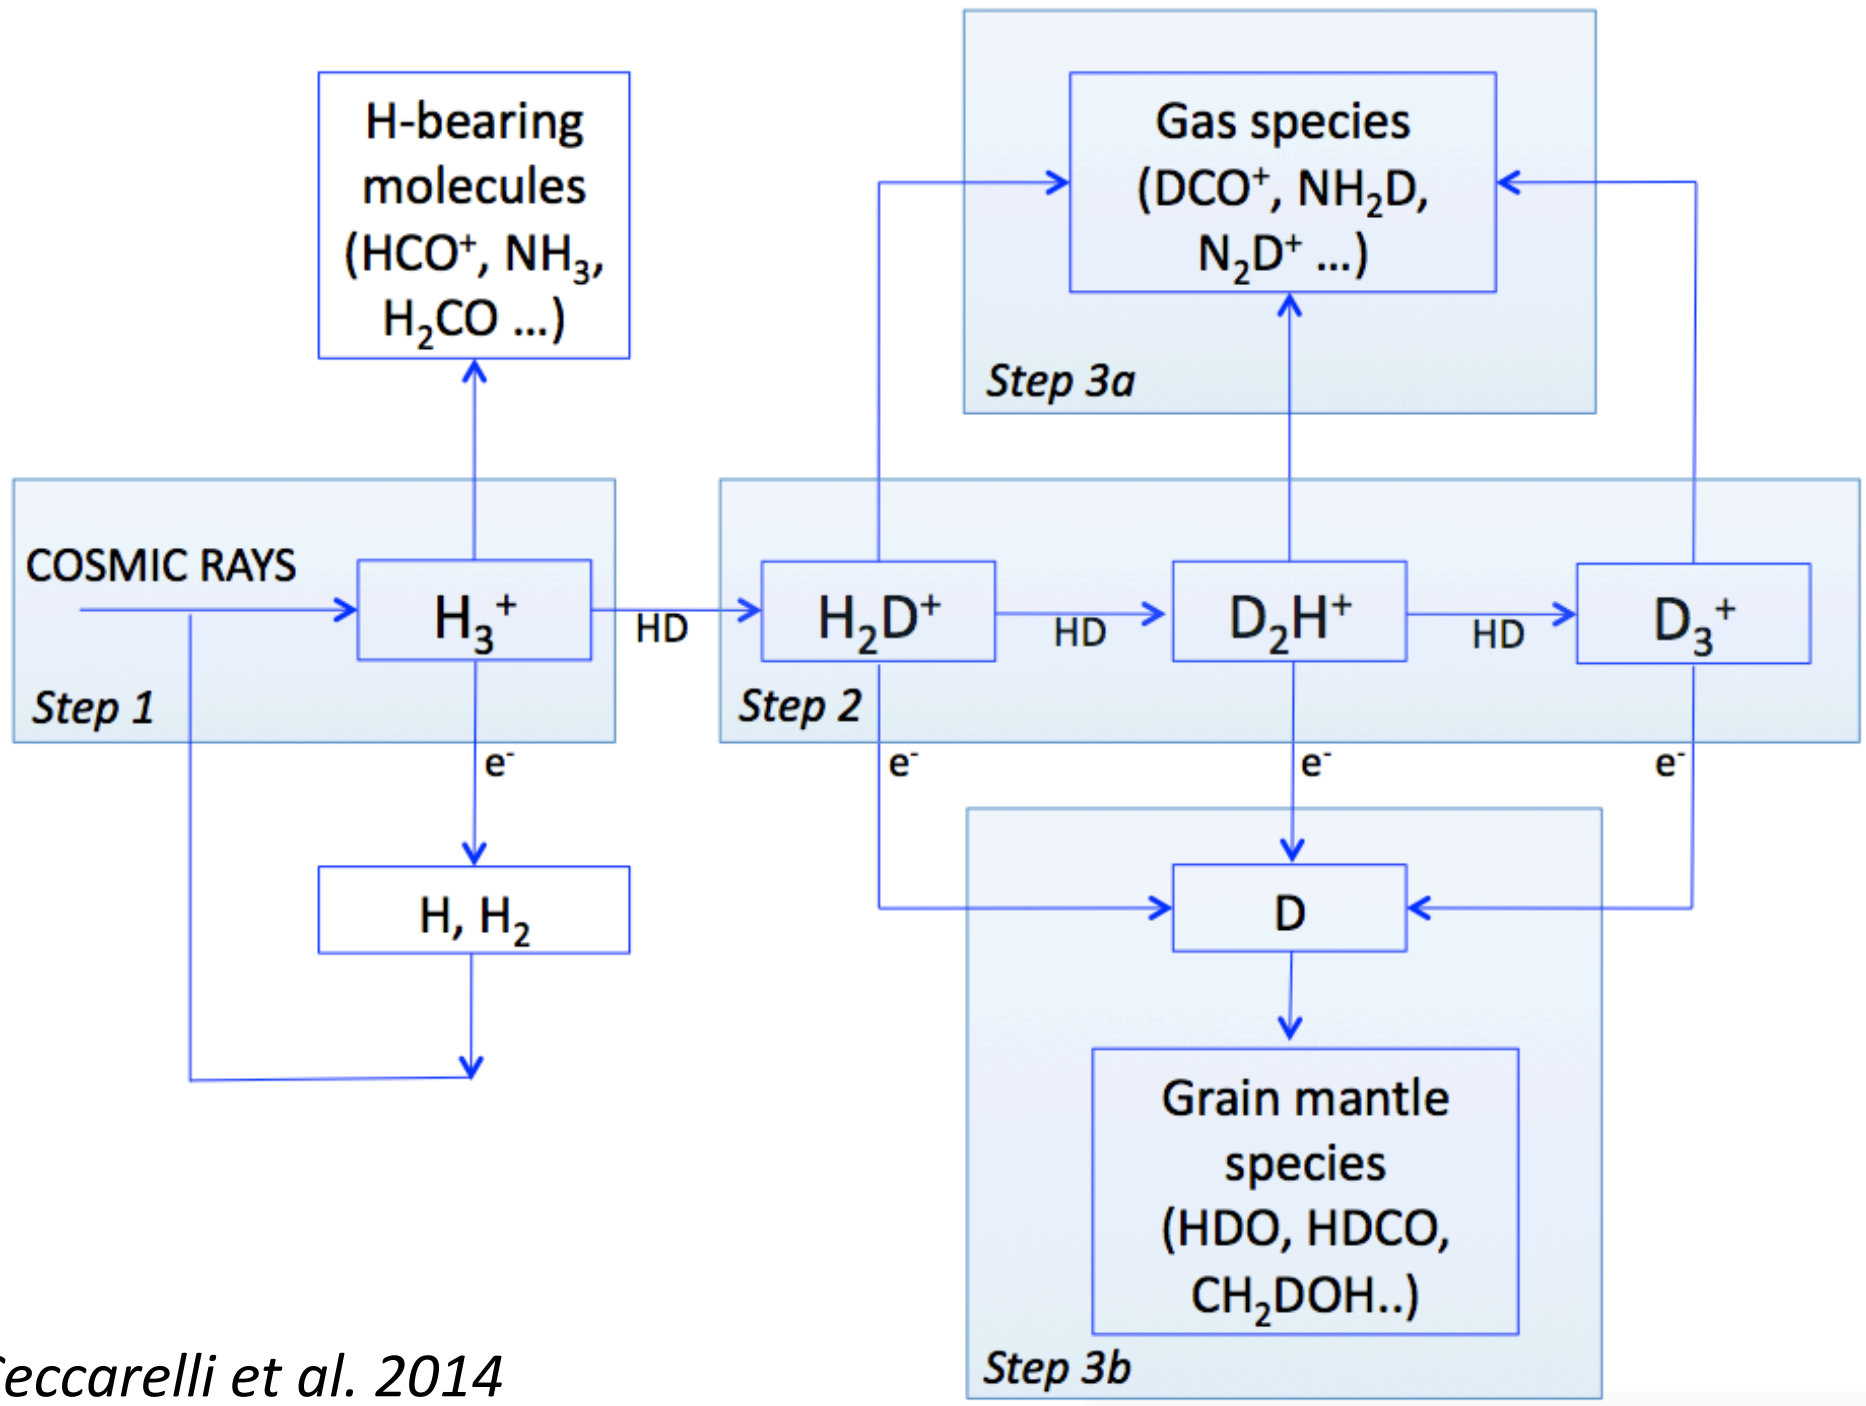 H-bearing
molecules
(HCO⁺, NH₃,
H₂CO ...)
Gas species
(DCO⁺, NH₂D,
N₂D⁺ ...)
Step 3a
COSMIC RAYS
H₃⁺
Step 1
HD
H₂D⁺
HD
D₂H⁺
HD
D₃⁺
Step 2
e⁻
e⁻
e⁻
e⁻
H, H₂
D
Grain mantle
species
(HDO, HDCO,
CH₂DOH..)
Step 3b
eccarelli et al. 2014